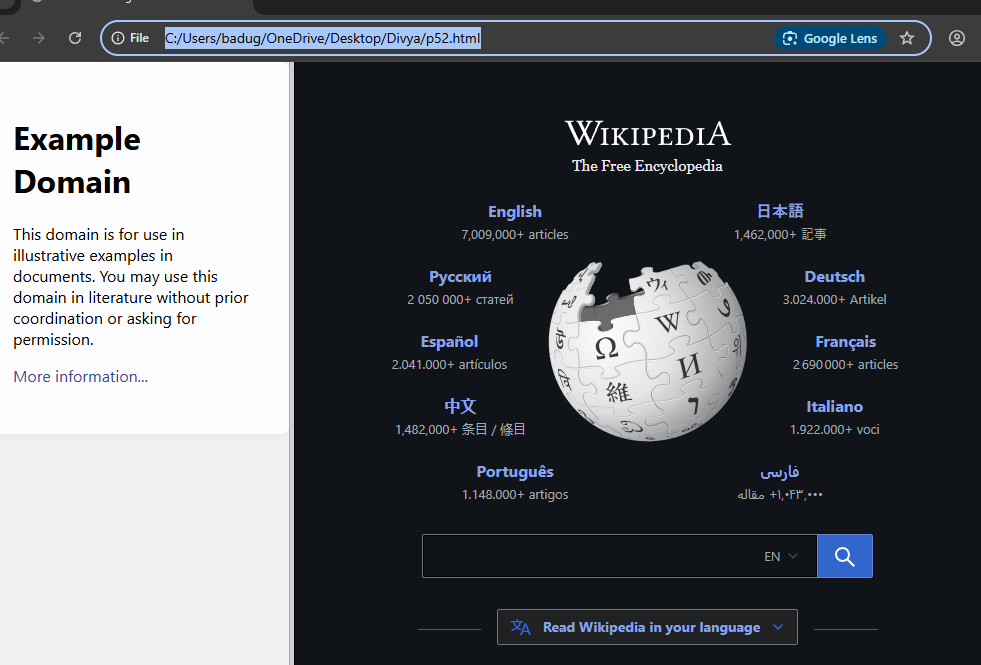 File
C:/Users/badug/OneDrive/Desktop/Divya/p52.html
Google Lens
Example
Domain
This domain is for use in
illustrative examples in
documents. You may use this
domain in literature without prior
coordination or asking for
permission.
More information...
WIKIPEDIA
The Free Encyclopedia
English
7,009,000+ articles
日本語
1,462,000+ 記事
Русский
2 050 000+ статей
Deutsch
3.024.000+ Artikel
Español
2.041.000+ artículos
Français
2 690 000+ articles
中文
1,482,000+ 条目 / 條目
Italiano
1.922.000+ voci
Português
1.148.000+ artigos
فارسی
۱٬۰۴۳٬۰۰۰+ مقاله
Ω
W
И
維
ウィ
EN
Read Wikipedia in your language